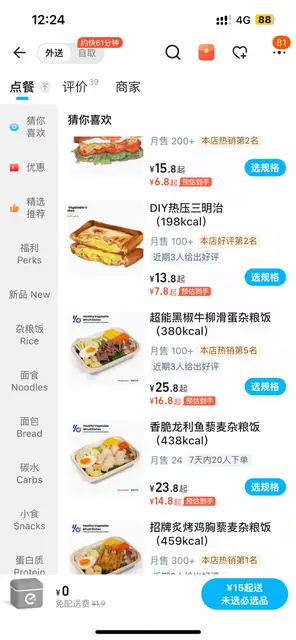 12:24
4G 88
约快61分钟
外送
自取
81
点餐
下
评价 39
商家
猜你
喜欢
优惠
精选
推荐
福利
Perks
新品 New
杂粮饭
Rice
面食
Noodles
面包
Bread
碳水
Carbs
小食
Snacks
蛋白质
Protein
猜你喜欢
月售 200+ 本店热销第2名
¥15.8起
¥6.8起 预估到手
选规格
DIY热压三明治
（198kcal）
月售 100+ 本店好评第2名
近期3人给出好评
¥13.8起
¥7.8起 预估到手
选规格
超能黑椒牛柳滑蛋杂粮饭
（380kcal）
月售 100+ 本店热销第5名
近期3人给出好评
¥25.8起
¥16.8起 预估到手
选规格
香脆龙利鱼藜麦杂粮饭
（438kcal）
月售 24 7天内20人下单
¥23.8起
¥14.8起 预估到手
选规格
招牌炙烤鸡胸藜麦杂粮饭
（459kcal）
月售 300+ 本店热销第1名
¥0
免配送费 ¥1.9
¥15起送
未选必选品